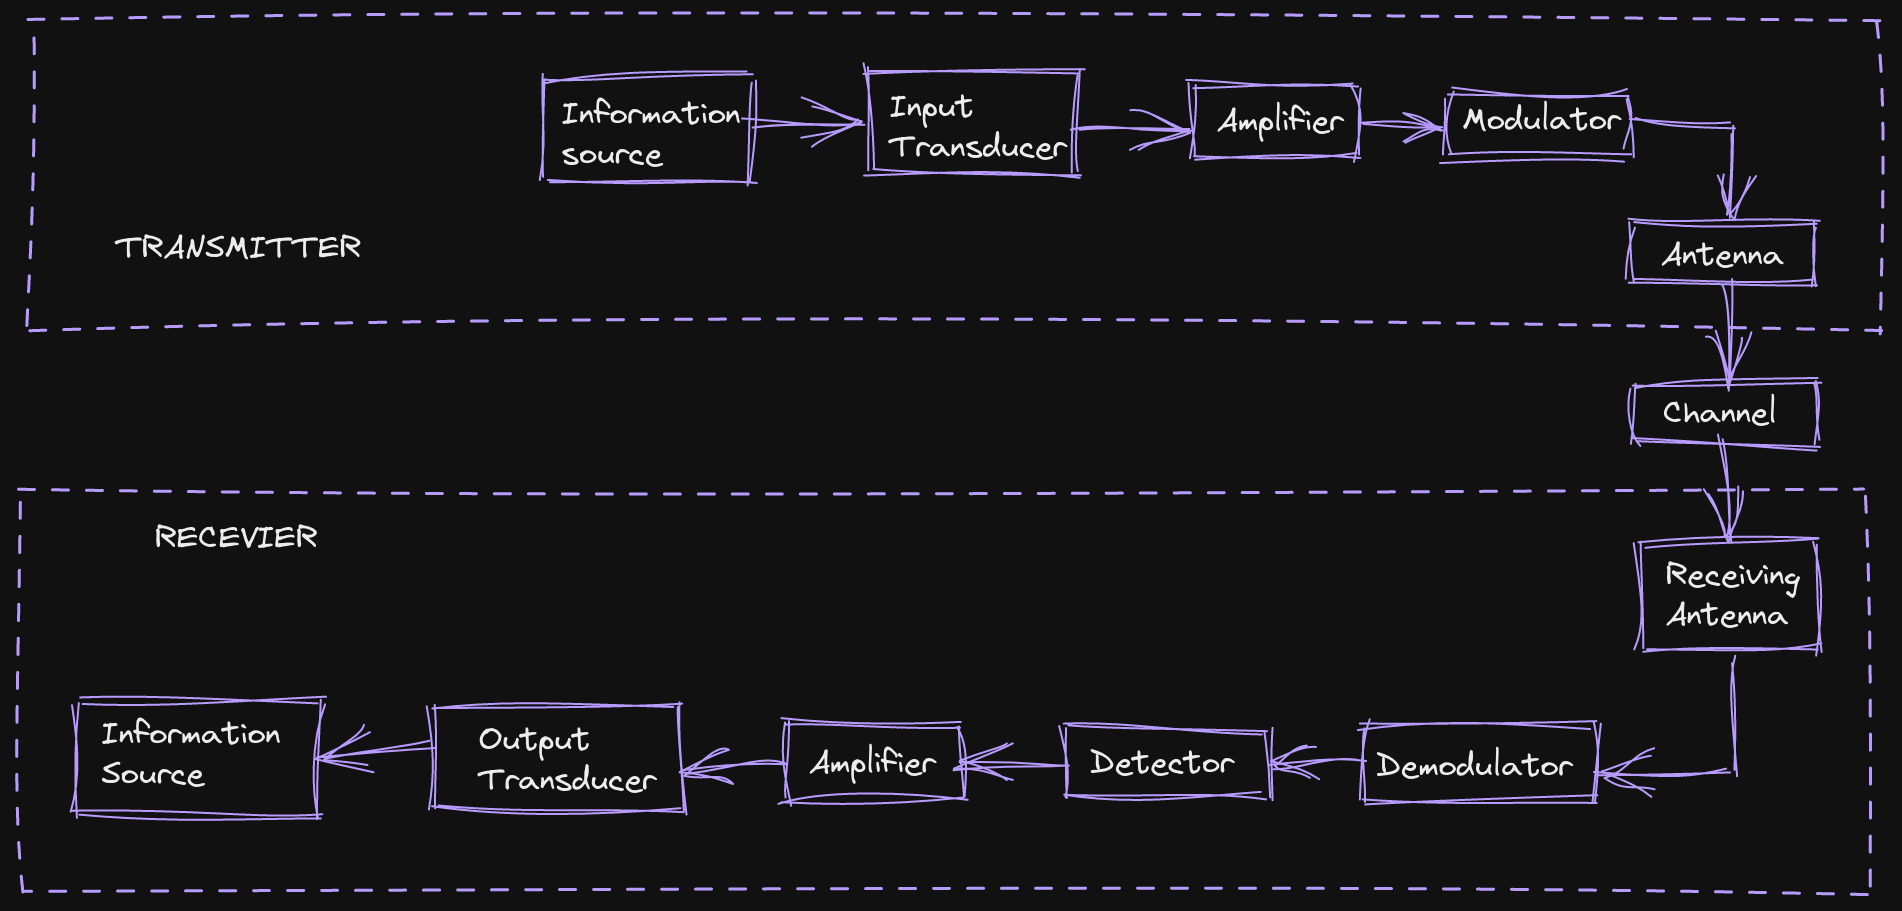 Information
source
Input
Transducer
Amplifier
Modulator
TRANSMITTER
Antenna
Channel
RECEVIER
Receiving
Antenna
Information
Source
Output
Transducer
Amplifier
Detector
Demodulator